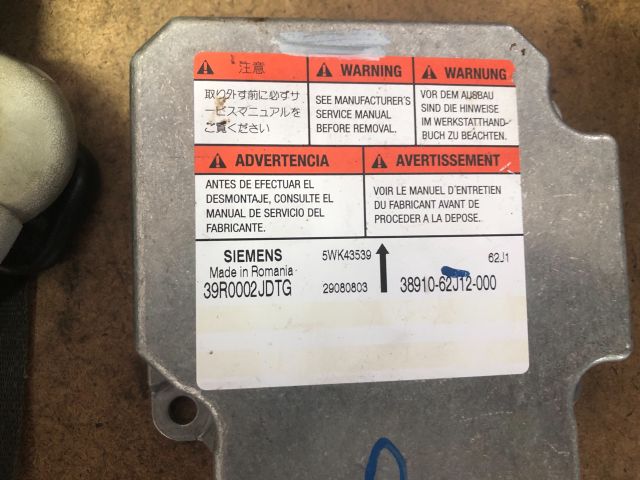 注意
取り外す前に必ずサ
ービスマニュアルを
ご覧ください
WARNING
SEE MANUFACTURER'S
SERVICE MANUAL
BEFORE REMOVAL.
WARNUNG
VOR DEM AUSBAU
SIND DIE HINWEISE
IM WERKSTATTHAND-
BUCH ZU BEACHTEN.
ADVERTENCIA
ANTES DE EFECTUAR EL
DESMONTAJE, CONSULTE EL
MANUAL DE SERVICIO DEL
FABRICANTE.
AVERTISSEMENT
VOIR LE MANUEL D'ENTRETIEN
DU FABRICANT AVANT DE
PROCEDER A LA DEPOSE.
SIEMENS 5WK43539 62J1
Made in Romania
39R0002JDTG 29080803 38910-62J12-000